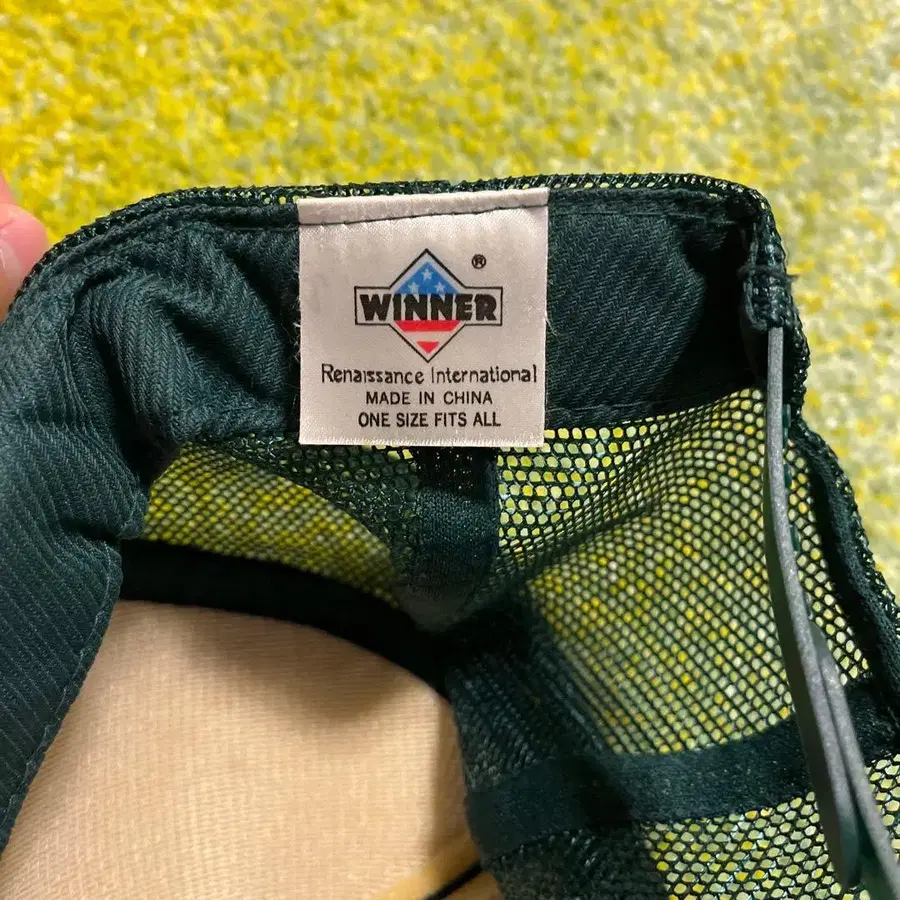 ®
WINNER
Renaissance International
MADE IN CHINA
ONE SIZE FITS ALL